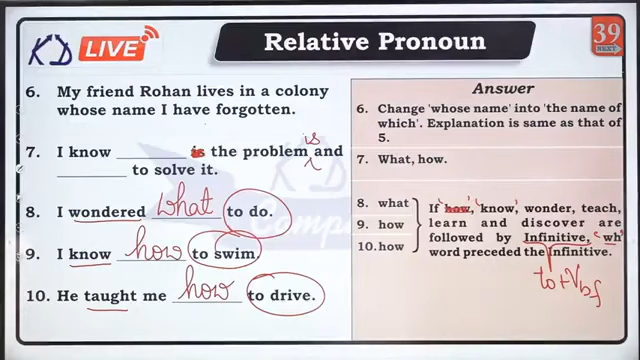 KD LIVE
Relative Pronoun
39
NEXT
6. My friend Rohan lives in a colony
whose name I have forgotten.
is
7. I know ______ is the problem and
______ to solve it.
8. I wondered what to do.
9. I know how to swim.
10. He taught me how to drive.
Answer
6. Change 'whose name' into 'the name of
which'. Explanation is same as that of
5.
7. What, how.
8. what
9. how
10. how
If 'how', 'know', wonder, teach,
learn and discover are
followed by Infinitive, 'wh'
word preceded the infinitive.
to+Vbf
KD
Campus